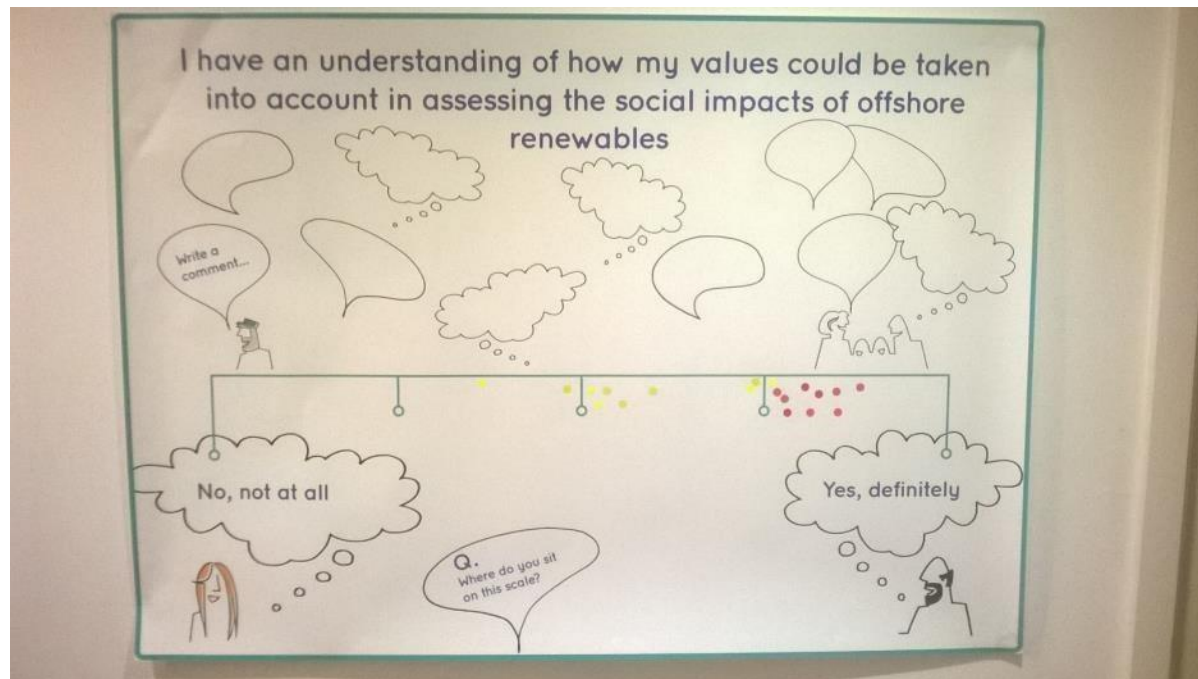 I have an understanding of how my values could be taken
into account in assessing the social impacts of offshore
renewables
Write a
comment...
No, not at all
Yes, definitely
Q.
Where do you sit
on this scale?